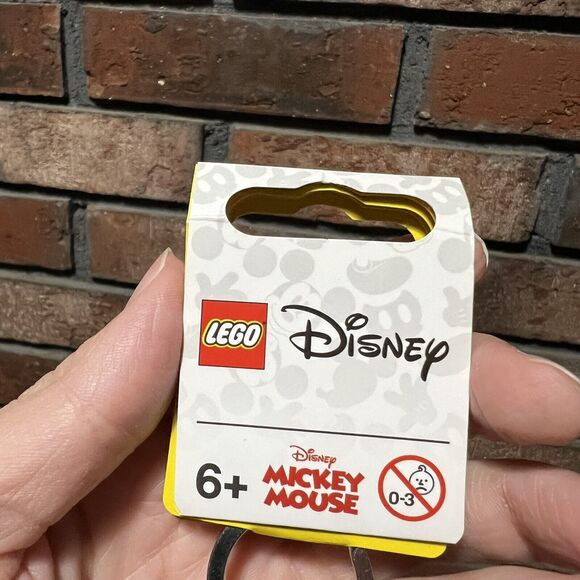 LEGO Disney
6+
Disney
MICKEY
MOUSE
0-3